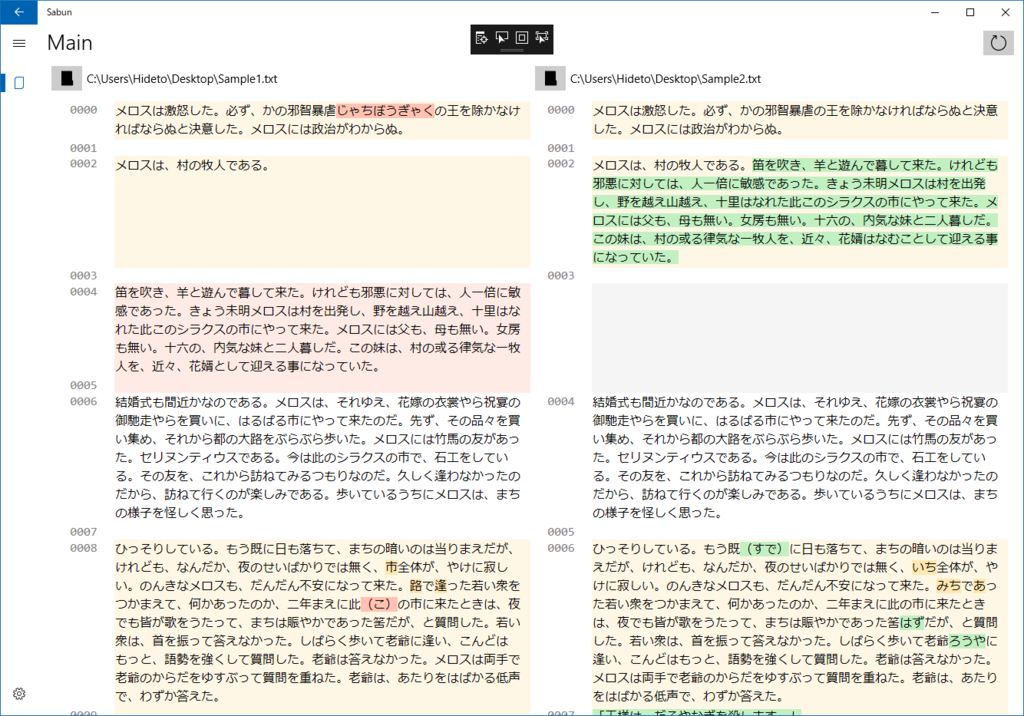 Sabun
Main
C:\Users\Hideto\Desktop\Sample1.txt
0000 メロスは激怒した。必ず、かの邪智暴虐じゃちぼうぎゃくの王を除かなけ
ればならぬと決意した。メロスには政治がわからぬ。
0001
0002 メロスは、村の牧人である。
0003
0004 笛を吹き、羊と遊んで暮して来た。けれども邪悪に対しては、人一倍に敏
感であった。きょう未明メロスは村を出発し、野を越え山越え、十里はな
れた此このシラクスの市にやって来た。メロスには父も、母も無い。女房
も無い。十六の、内気な妹と二人暮しだ。この妹は、村の或る律気な一牧
人を、近々、花婿として迎える事になっていた。
0005
0006 結婚式も間近かなのである。メロスは、それゆえ、花嫁の衣裳やら祝宴の
御馳走やらを買いに、はるばる市にやって来たのだ。先ず、その品々を買
い集め、それから都の大路をぶらぶら歩いた。メロスには竹馬の友があっ
た。セリヌンティウスである。今は此のシラクスの市で、石工をしてい
る。その友を、これから訪ねてみるつもりなのだ。久しく逢わなかったの
だから、訪ねて行くのが楽しみである。歩いているうちにメロスは、まち
の様子を怪しく思った。
0007
0008 ひっそりしている。もう既に日も落ちて、まちの暗いのは当りまえだが、
けれども、なんだか、夜のせいばかりでは無く、市全体が、やけに寂し
い。のんきなメロスも、だんだん不安になって来た。路で逢った若い衆を
つかまえて、何かあったのか、二年まえに此（こ）の市に来たときは、夜
でも皆が歌をうたって、まちは賑やかであった筈だが、と質問した。若い
衆は、首を振って答えなかった。しばらく歩いて老爺に逢い、こんどは
もっと、語勢を強くして質問した。老爺は答えなかった。メロスは両手で
老爺のからだをゆすぶって質問を重ねた。老爺は、あたりをはばかる低声
で、わずか答えた。
0009
C:\Users\Hideto\Desktop\Sample2.txt
0000 メロスは激怒した。必ず、かの邪智暴虐の王を除かなければならぬと決意
した。メロスには政治がわからぬ。
0001
0002 メロスは、村の牧人である。笛を吹き、羊と遊んで暮して来た。けれども
邪悪に対しては、人一倍に敏感であった。きょう未明メロスは村を出発
し、野を越え山越え、十里はなれた此このシラクスの市にやって来た。メ
ロスには父も、母も無い。女房も無い。十六の、内気な妹と二人暮しだ。
この妹は、村の或る律気な一牧人を、近々、花婿はなむことして迎える事
になっていた。
0003
0004 結婚式も間近かなのである。メロスは、それゆえ、花嫁の衣裳やら祝宴の
御馳走やらを買いに、はるばる市にやって来たのだ。先ず、その品々を買
い集め、それから都の大路をぶらぶら歩いた。メロスには竹馬の友があっ
た。セリヌンティウスである。今は此のシラクスの市で、石工をしてい
る。その友を、これから訪ねてみるつもりなのだ。久しく逢わなかったの
だから、訪ねて行くのが楽しみである。歩いているうちにメロスは、まち
の様子を怪しく思った。
0005
0006 ひっそりしている。もう既（すで）に日も落ちて、まちの暗いのは当りま
えだが、けれども、なんだか、夜のせいばかりでは無く、いち全体が、や
けに寂しい。のんきなメロスも、だんだん不安になって来た。みちであっ
た若い衆をつかまえて、何かあったのか、二年まえに此の市に来たとき
は、夜でも皆が歌をうたって、まちは賑やかであった筈はずだが、と質問
した。若い衆は、首を振って答えなかった。しばらく歩いて老爺ろうやに
逢い、こんどはもっと、語勢を強くして質問した。老爺は答えなかった。
メロスは両手で老爺のからだをゆすぶって質問を重ねた。老爺は、あたり
をはばかる低声で、わずか答えた。
0007